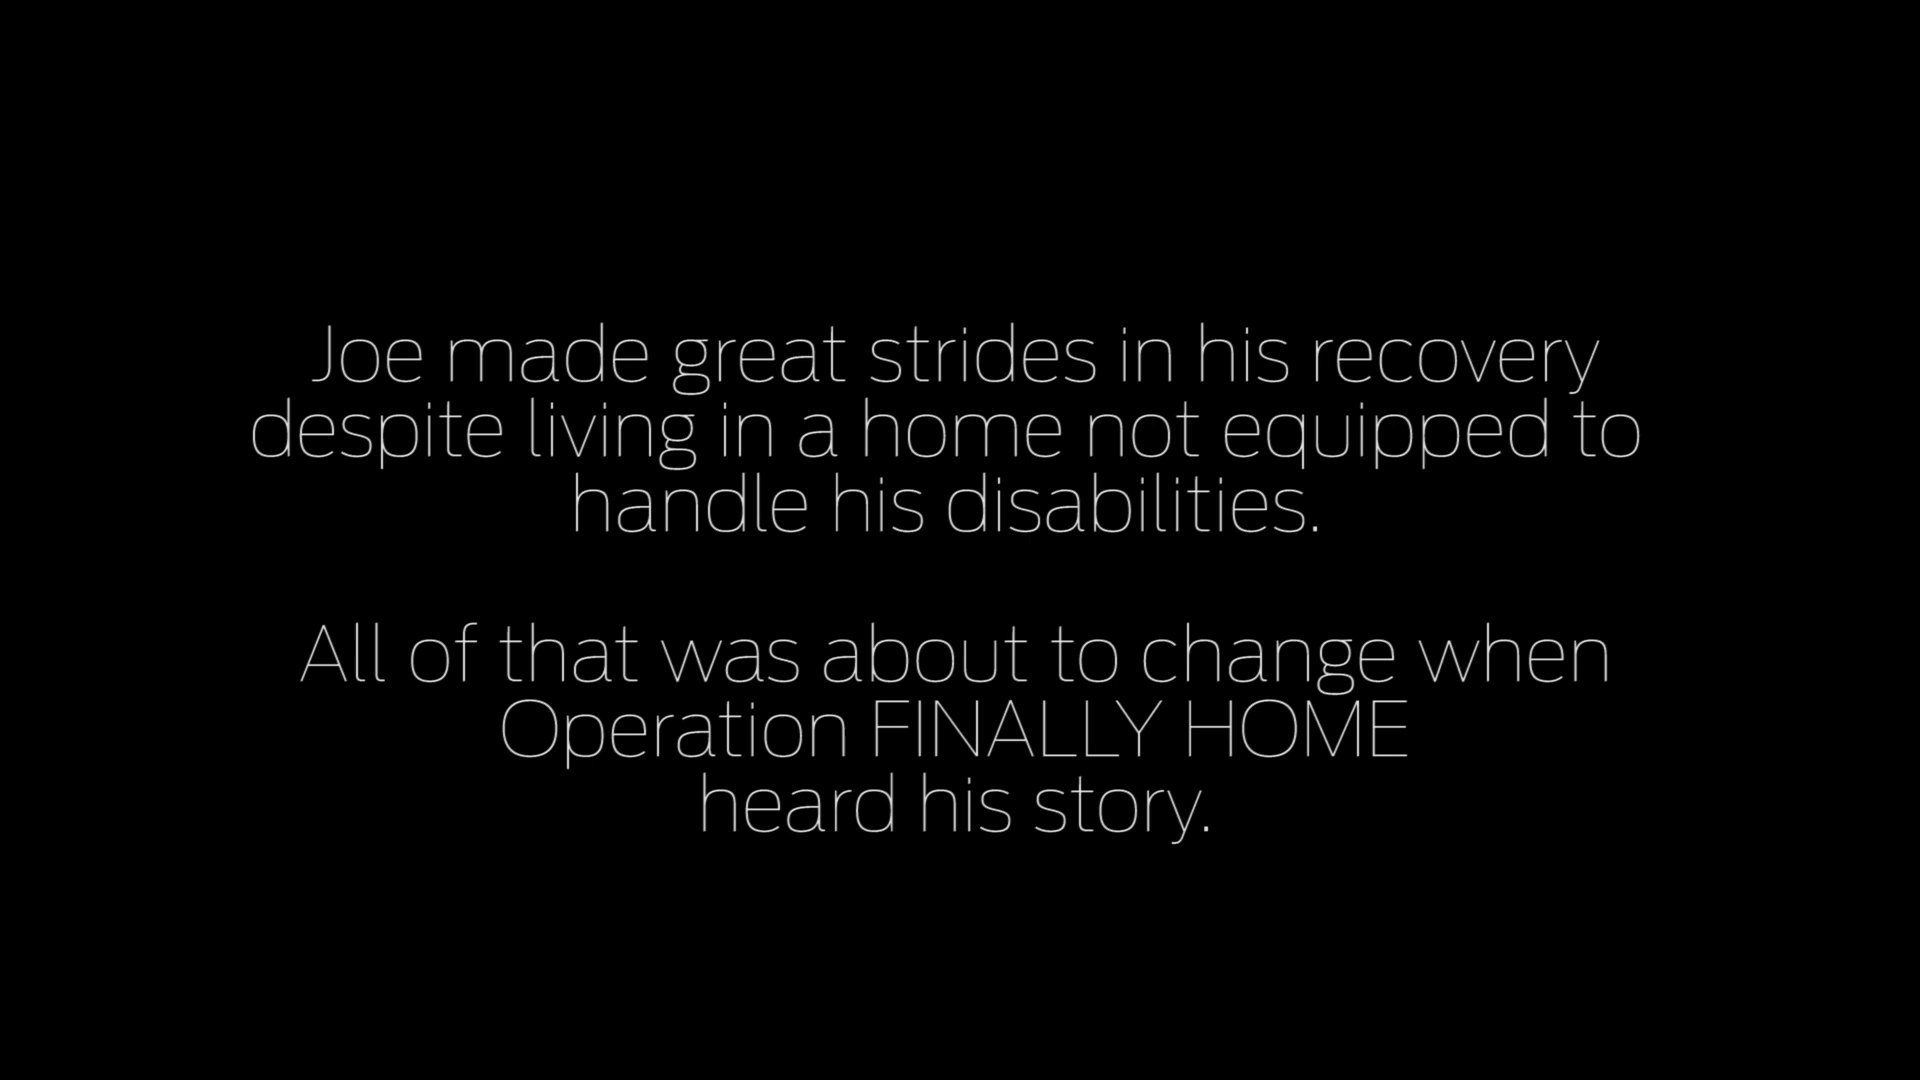 Joe made great strides in his recovery
despite living in a home not equipped to
handle his disabilities.
All of that was about to change when
Operation FINALLY HOME
heard his story.